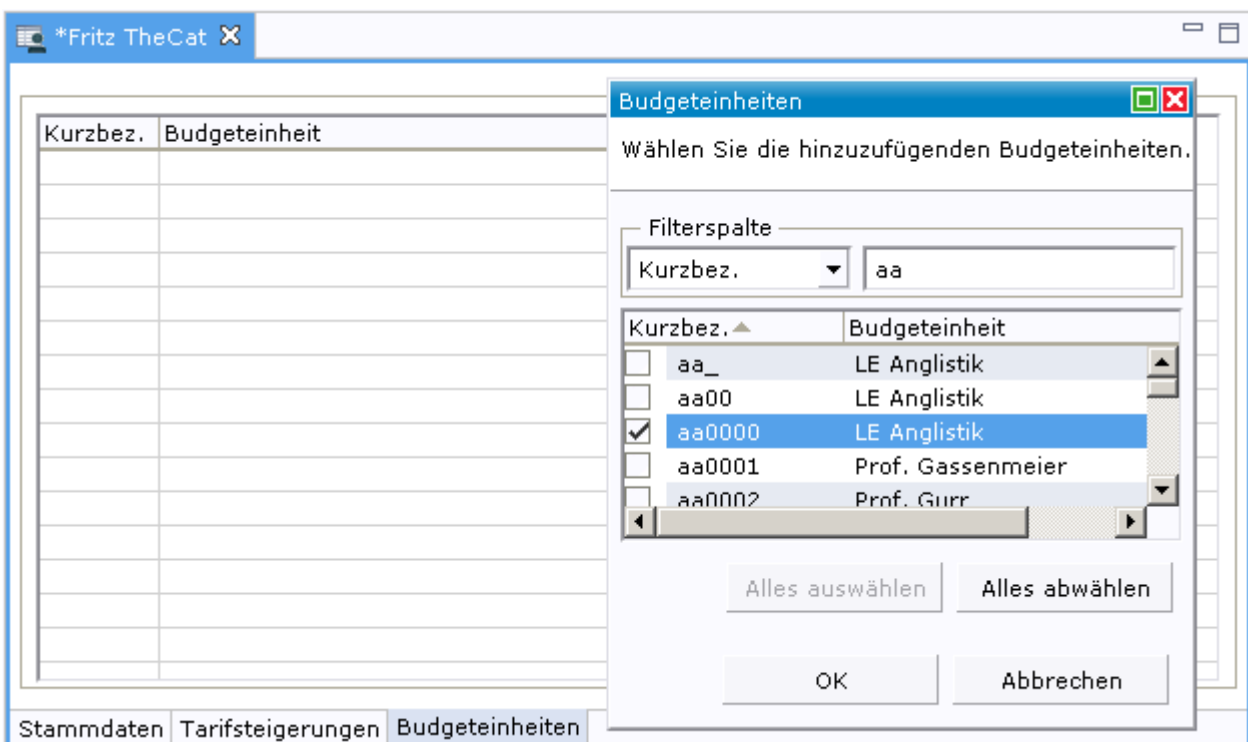 *Fritz TheCat
Budgeteinheiten
Kurzbez. Budgeteinheit
Wählen Sie die hinzuzufügenden Budgeteinheiten.
Filterspalte
Kurzbez. aa
Kurzbez. Budgeteinheit
aa_ LE Anglistik
aa00 LE Anglistik
aa0000 LE Anglistik
aa0001 Prof. Gassenmeier
aa0002 Prof. Gurr
Alles auswählen Alles abwählen
OK Abbrechen
Stammdaten Tarifsteigerungen Budgeteinheiten